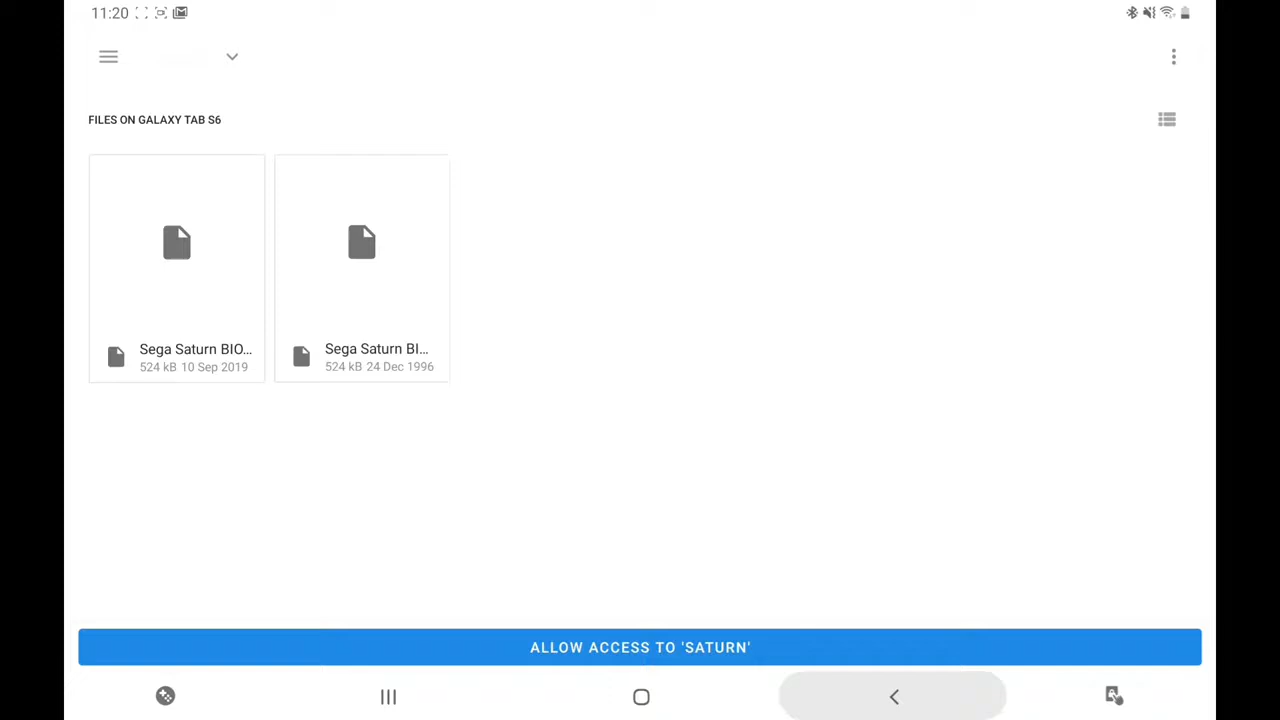 11:20
FILES ON GALAXY TAB S6
Sega Saturn BIO...
524 kB 10 Sep 2019
Sega Saturn BI...
524 kB 24 Dec 1996
ALLOW ACCESS TO 'SATURN'